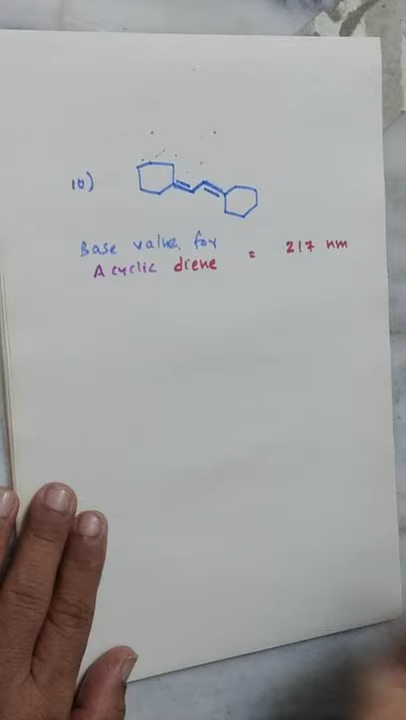 10)
Base value for
Acyclic diene = 217 nm